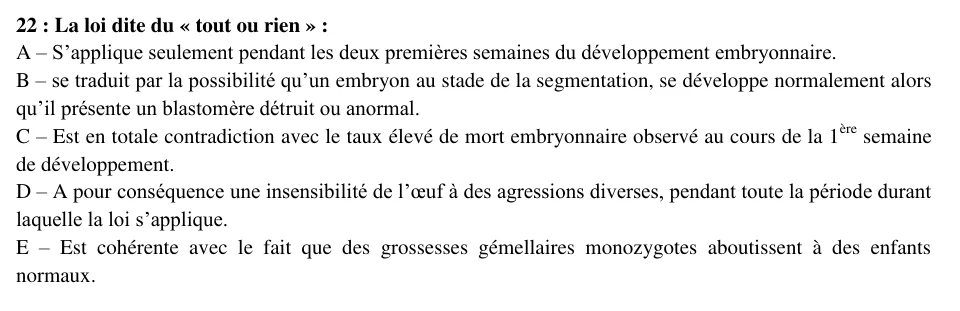 22 : La loi dite du « tout ou rien » :
A – S’applique seulement pendant les deux premières semaines du développement embryonnaire.
B – se traduit par la possibilité qu’un embryon au stade de la segmentation, se développe normalement alors
qu’il présente un blastomère détruit ou anormal.
C – Est en totale contradiction avec le taux élevé de mort embryonnaire observé au cours de la 1ère semaine
de développement.
D – A pour conséquence une insensibilité de l’œuf à des agressions diverses, pendant toute la période durant
laquelle la loi s’applique.
E – Est cohérente avec le fait que des grossesses gémellaires monozygotes aboutissent à des enfants
normaux.